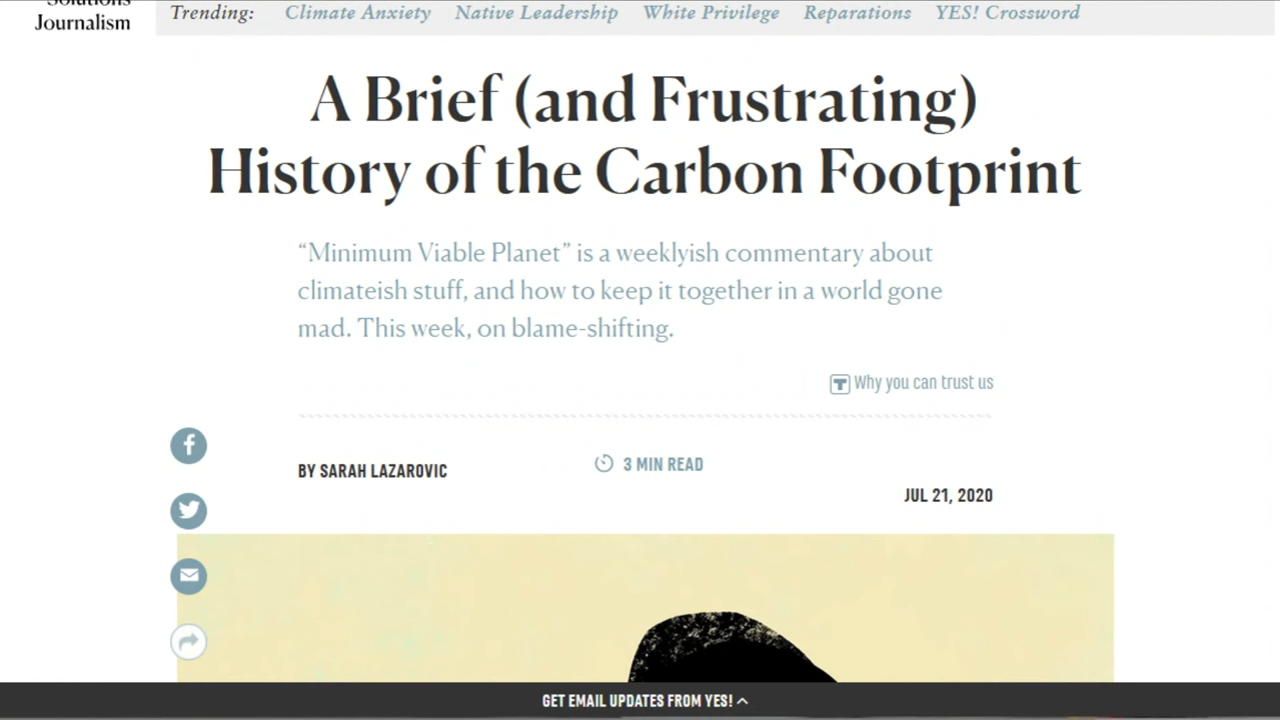 Solutions
Journalism
Trending: Climate Anxiety Native Leadership White Privilege Reparations YES! Crossword
A Brief (and Frustrating)
History of the Carbon Footprint
“Minimum Viable Planet” is a weeklyish commentary about
climateish stuff, and how to keep it together in a world gone
mad. This week, on blame-shifting.
Why you can trust us
BY SARAH LAZAROVIC
3 MIN READ
JUL 21, 2020
GET EMAIL UPDATES FROM YES!